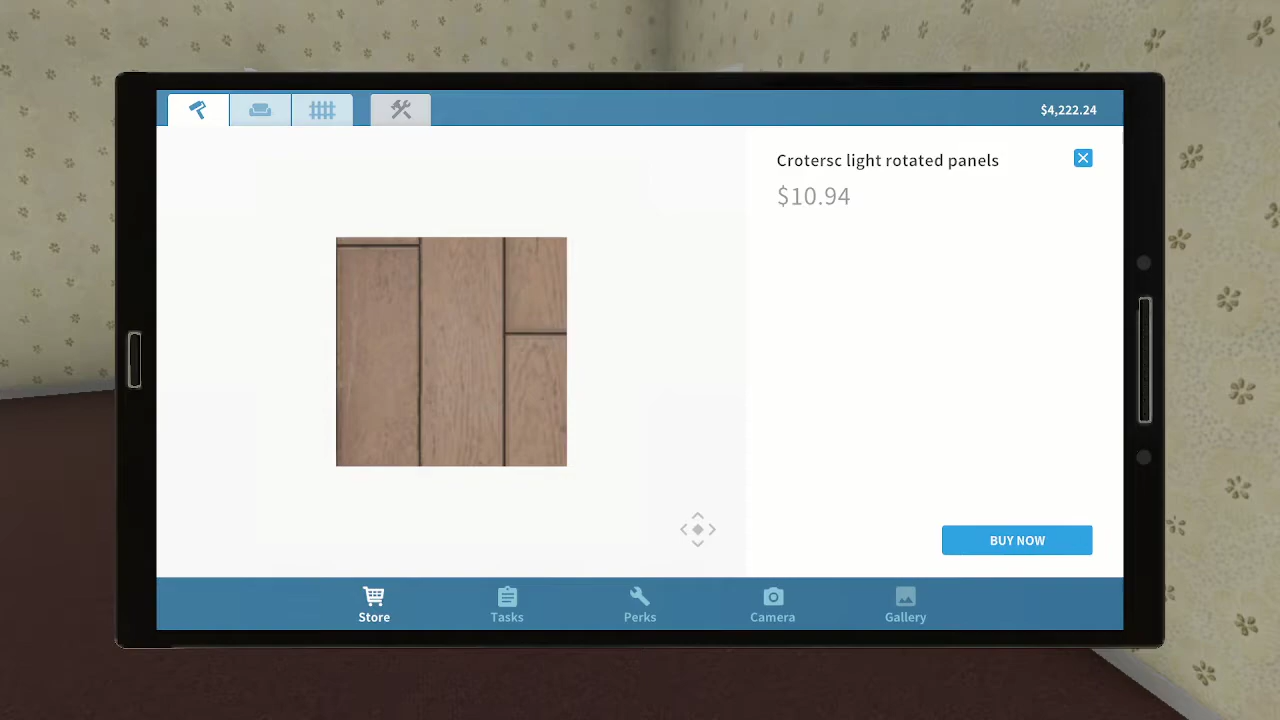 $4,222.24
Crotersc light rotated panels
$10.94
BUY NOW
Store
Tasks
Perks
Camera
Gallery